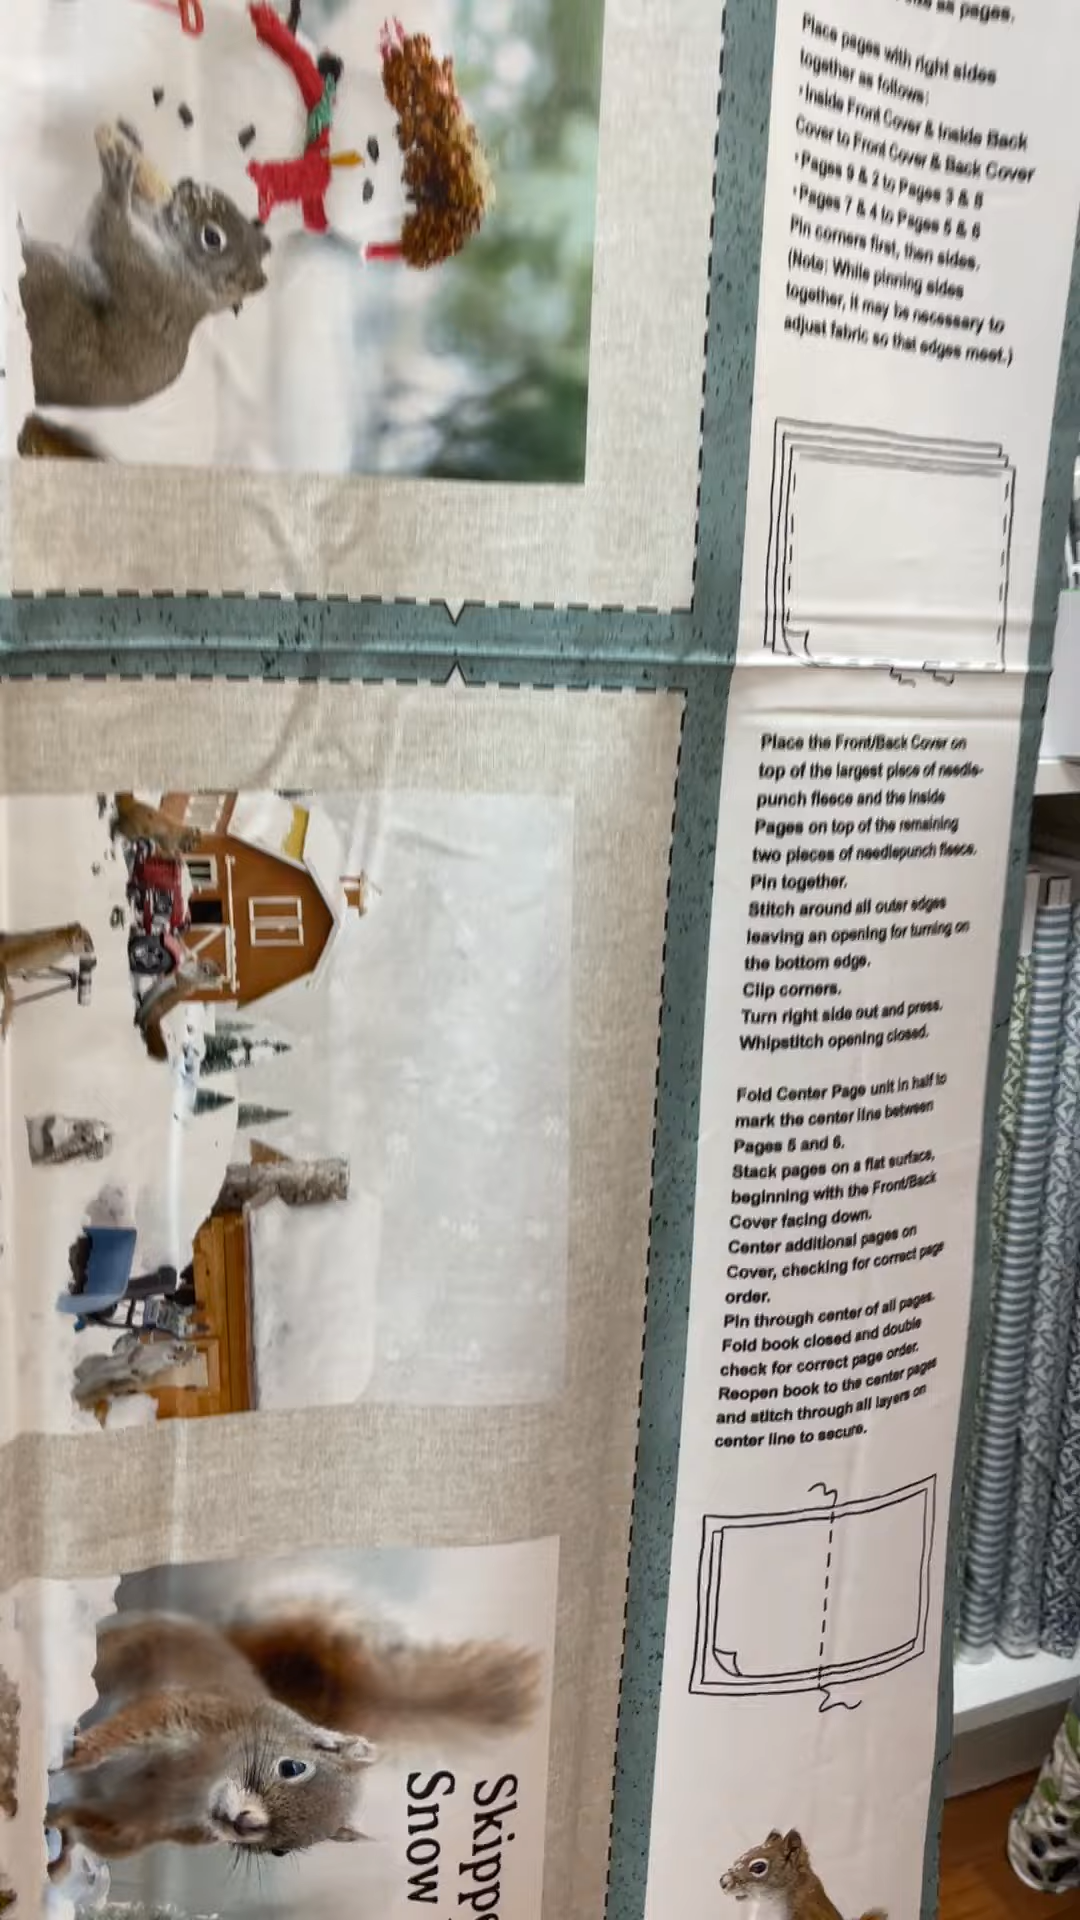 as pages.
Place pages with right sides
together as follows:
•Inside Front Cover & Inside Back
Cover to Front Cover & Back Cover
•Pages 9 & 2 to Pages 3 & 8
•Pages 7 & 4 to Pages 5 & 6
Pin corners first, then sides.
(Note: While pinning sides
together, it may be necessary to
adjust fabric so that edges meet.)
Place the Front/Back Cover on
top of the largest piece of needle-
punch fleece and the Inside
Pages on top of the remaining
two pieces of needlepunch fleece.
Pin together.
Stitch around all outer edges
leaving an opening for turning on
the bottom edge.
Clip corners.
Turn right side out and press.
Whipstitch opening closed.
Fold Center Page unit in half to
mark the center line between
Pages 5 and 6.
Stack pages on a flat surface,
beginning with the Front/Back
Cover facing down.
Center additional pages on
Cover, checking for correct page
order.
Pin through center of all pages.
Fold book closed and double
check for correct page order.
Reopen book to the center pages
and stitch through all layers on
center line to secure.
Skipp
Snow